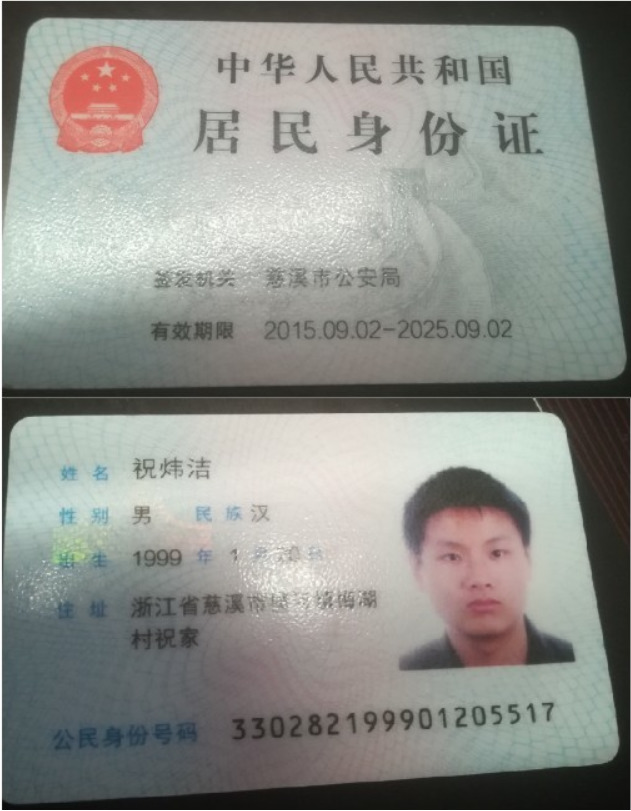 中华人民共和国
居民身份证
签发机关 慈溪市公安局
有效期限 2015.09.02-2025.09.02
姓名 祝炜洁
性别 男 民族 汉
出生 1999 年 1 月 20 日
住址 浙江省慈溪市 镇 湖
村祝家
公民身份号码 330282199901205517